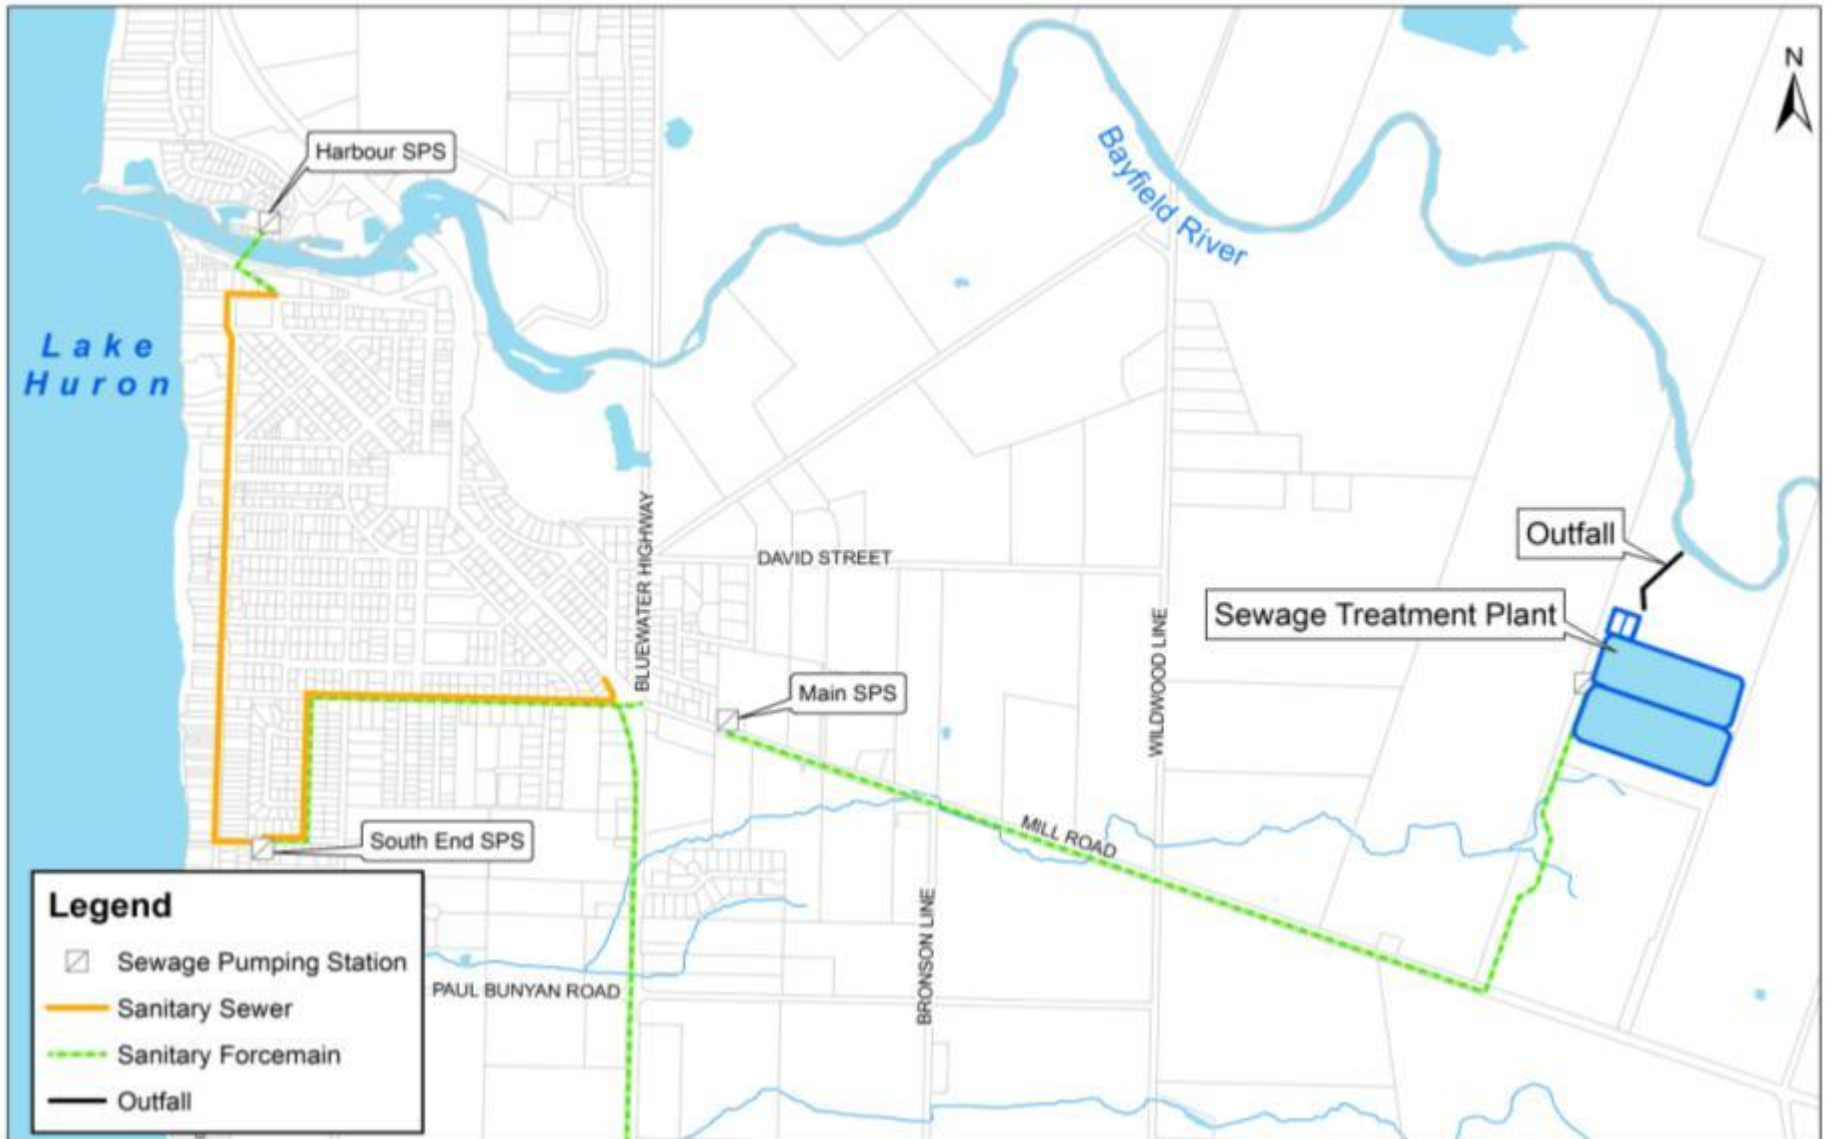 N
Harbour SPS
Bayfield River
Lake
Huron
BLUEWATER HIGHWAY
DAVID STREET
Outfall
Sewage Treatment Plant
WILDWOOD LINE
Main SPS
MILL ROAD
South End SPS
BRONSON LINE
PAUL BUNYAN ROAD
Legend
Sewage Pumping Station
Sanitary Sewer
Sanitary Forcemain
Outfall